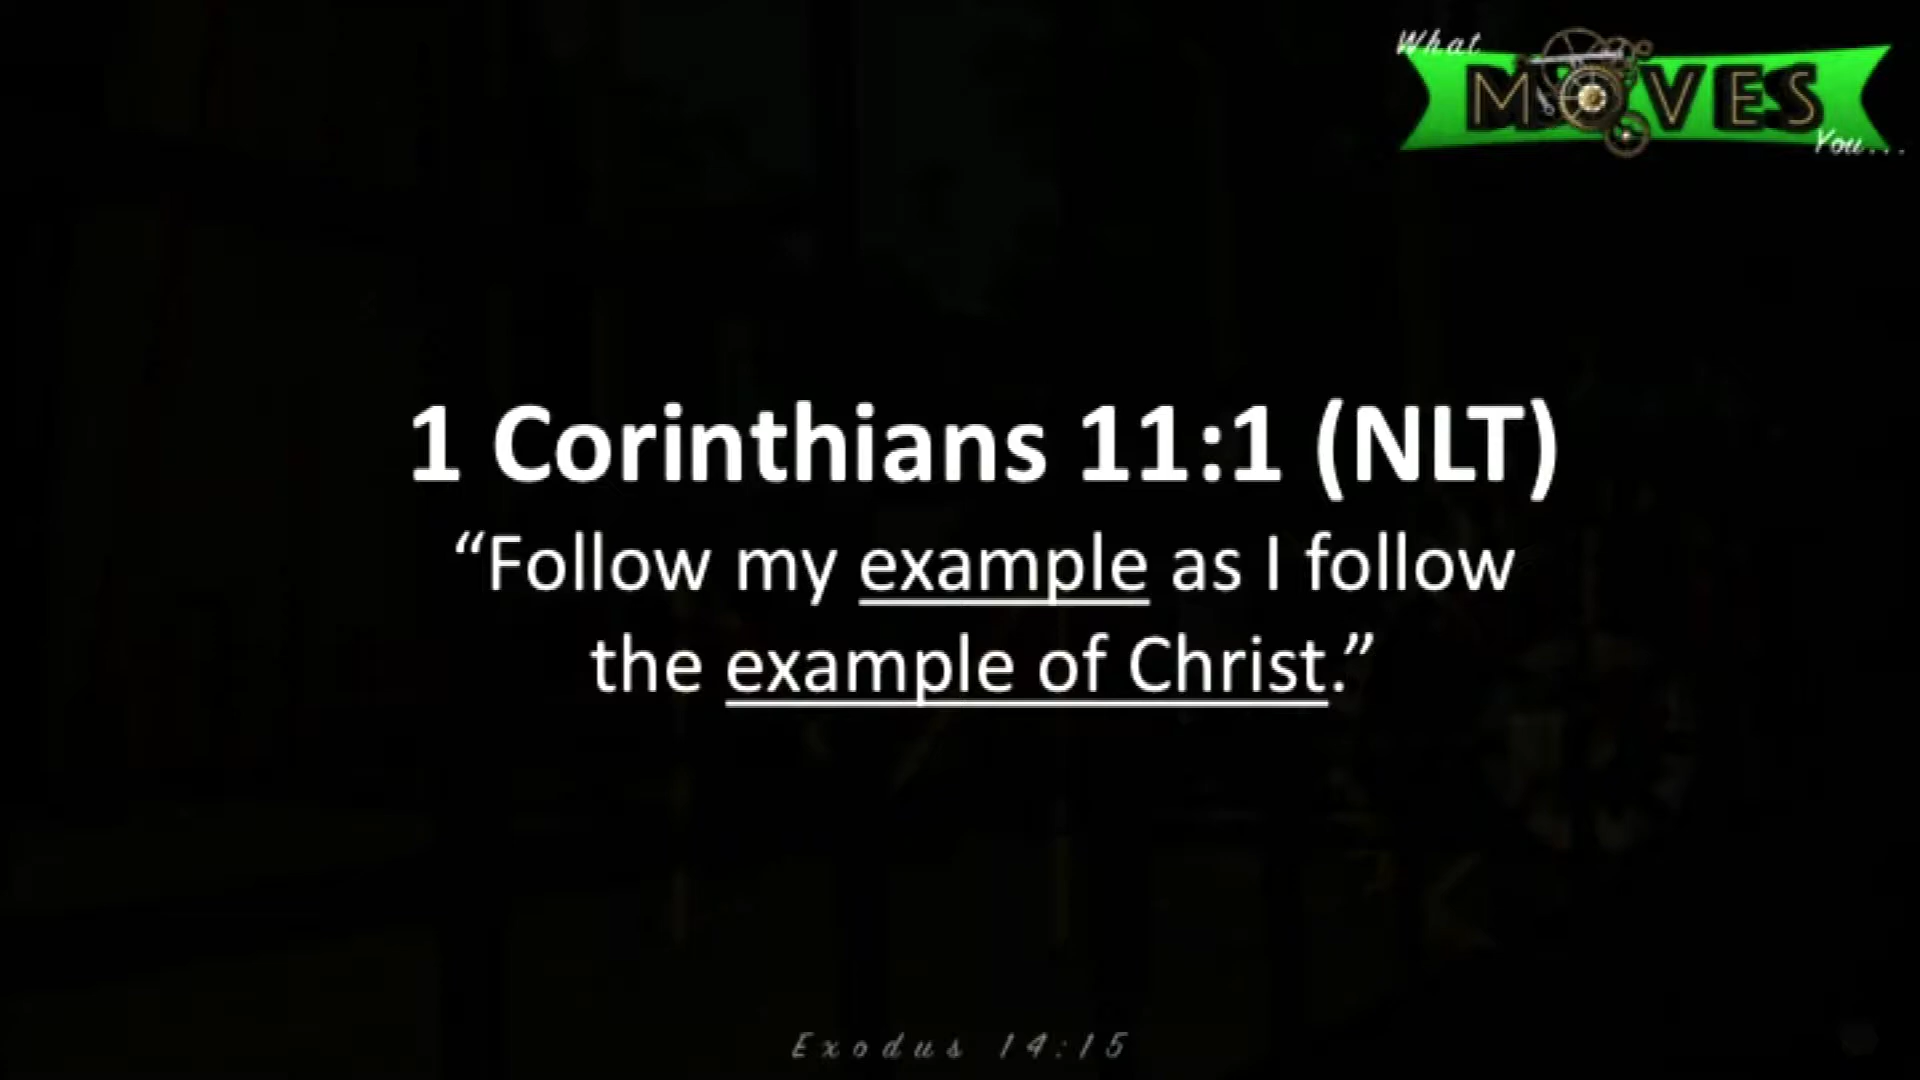 What
MOVES
You...
1 Corinthians 11:1 (NLT)
“Follow my example as I follow
the example of Christ.”
Exodus 14:15